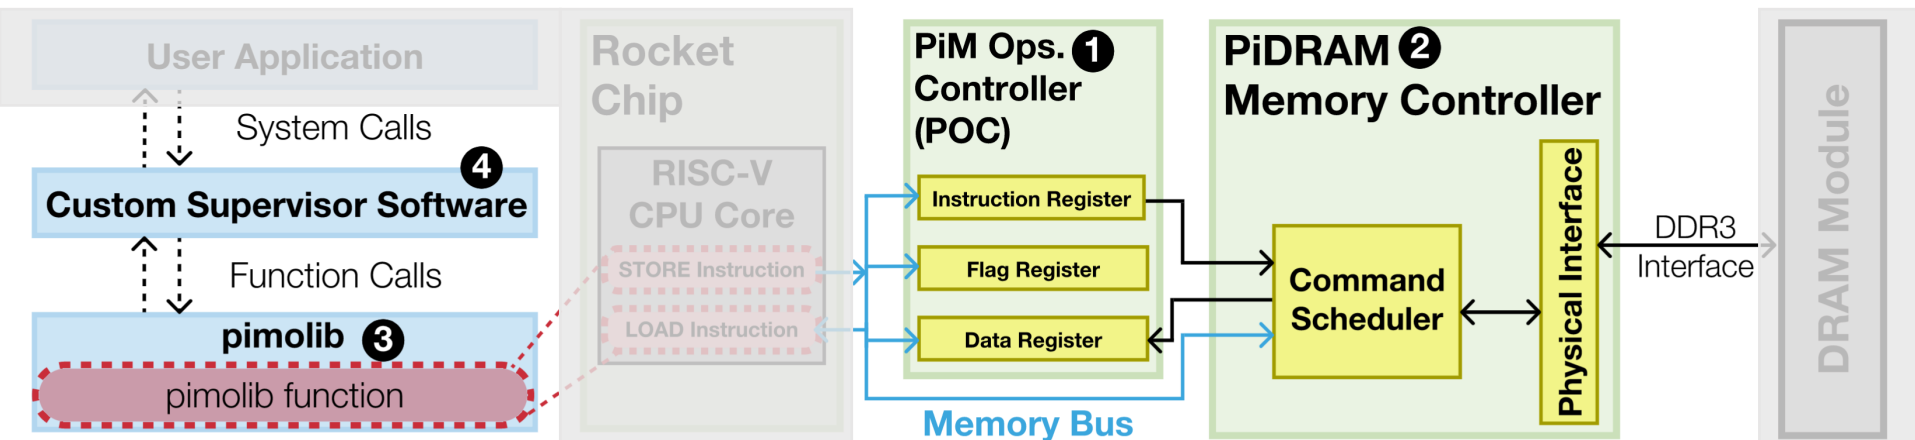 User Application
System Calls
4
Custom Supervisor Software
Function Calls
pimolib 3
pimolib function
Rocket
Chip
RISC-V
CPU Core
STORE Instruction
LOAD Instruction
PiM Ops. 1
Controller
(POC)
Instruction Register
Flag Register
Data Register
Memory Bus
PiDRAM 2
Memory Controller
Command
Scheduler
Physical Interface
DDR3
Interface
DRAM Module